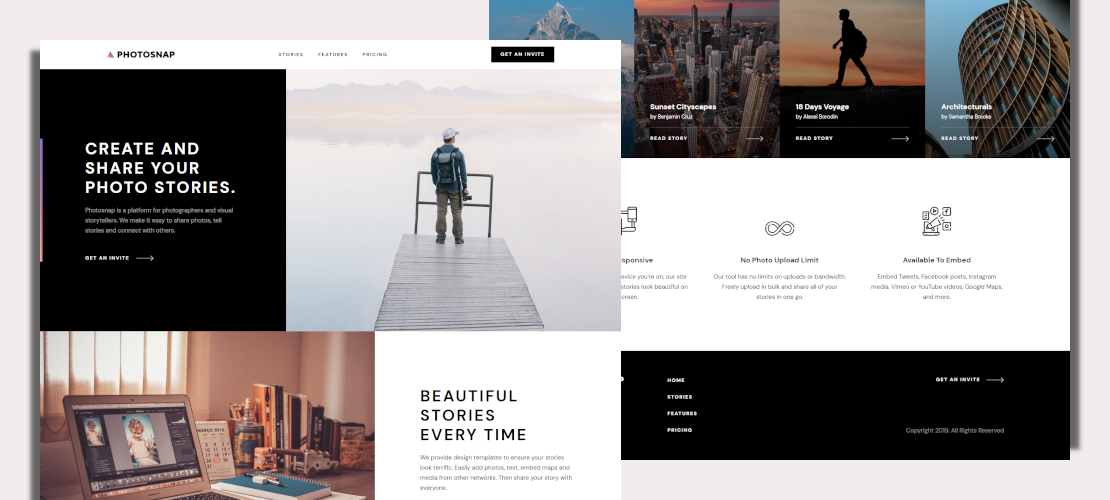 PHOTOSNAP
STORIES
FEATURES
PRICING
GET AN INVITE
CREATE AND
SHARE YOUR
PHOTO STORIES.
Photosnap is a platform for photographers and visual
storytellers. We make it easy to share photos, tell
stories and connect with others.
GET AN INVITE
MARCO 2016
BEAUTIFUL
STORIES
EVERY TIME
We provide design templates to ensure your stories
look terrific. Easily add photos, text, embed maps and
media from other networks. Then share your story with
everyone.
Sunset Cityscapes
by Benjamin Cruz
READ STORY
18 Days Voyage
by Alexei Borodin
READ STORY
Architecturals
by Samantha Brooke
READ STORY
sponsive
evice you're on, our site
stories look beautiful on
creen.
No Photo Upload Limit
Our tool has no limits on uploads or bandwidth.
Freely upload in bulk and share all of your
stories in one go.
Available To Embed
Embed Tweets, Facebook posts, Instagram
media, Vimeo or YouTube videos, Google Maps,
and more.
HOME
STORIES
FEATURES
PRICING
GET AN INVITE
Copyright 2019. All Rights Reserved